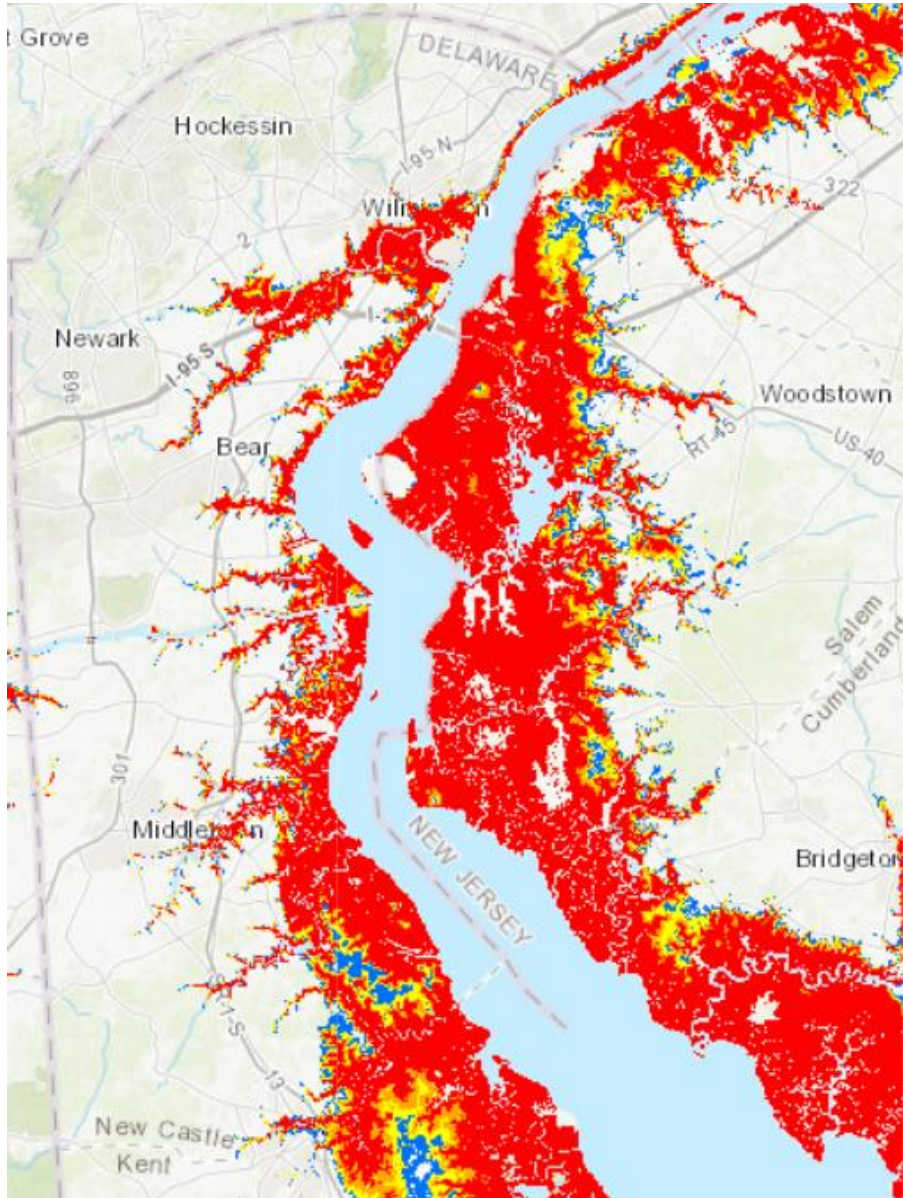 t Grove
DELAWARE
Hockessin
I-95 N
322
2
Newark
I-95 S
896
Woodstown
RT-45
US-40
Bear
Salem
Cumberland
301
NEW JERSEY
Bridgeton
13
New Castle
Kent